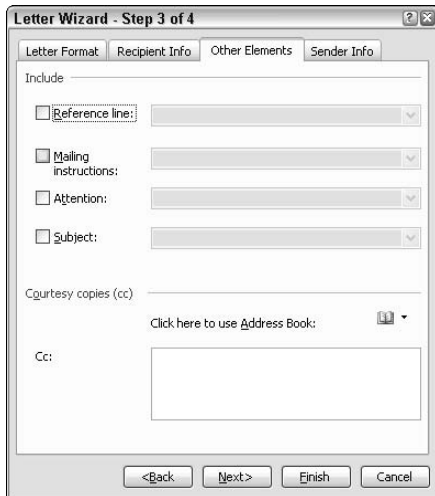 Letter Wizard - Step 3 of 4
Letter Format Recipient Info Other Elements Sender Info
Include
Reference line:
Mailing
instructions:
Attention:
Subject:
Courtesy copies (cc)
Click here to use Address Book:
Cc:
<Back Next> Finish Cancel